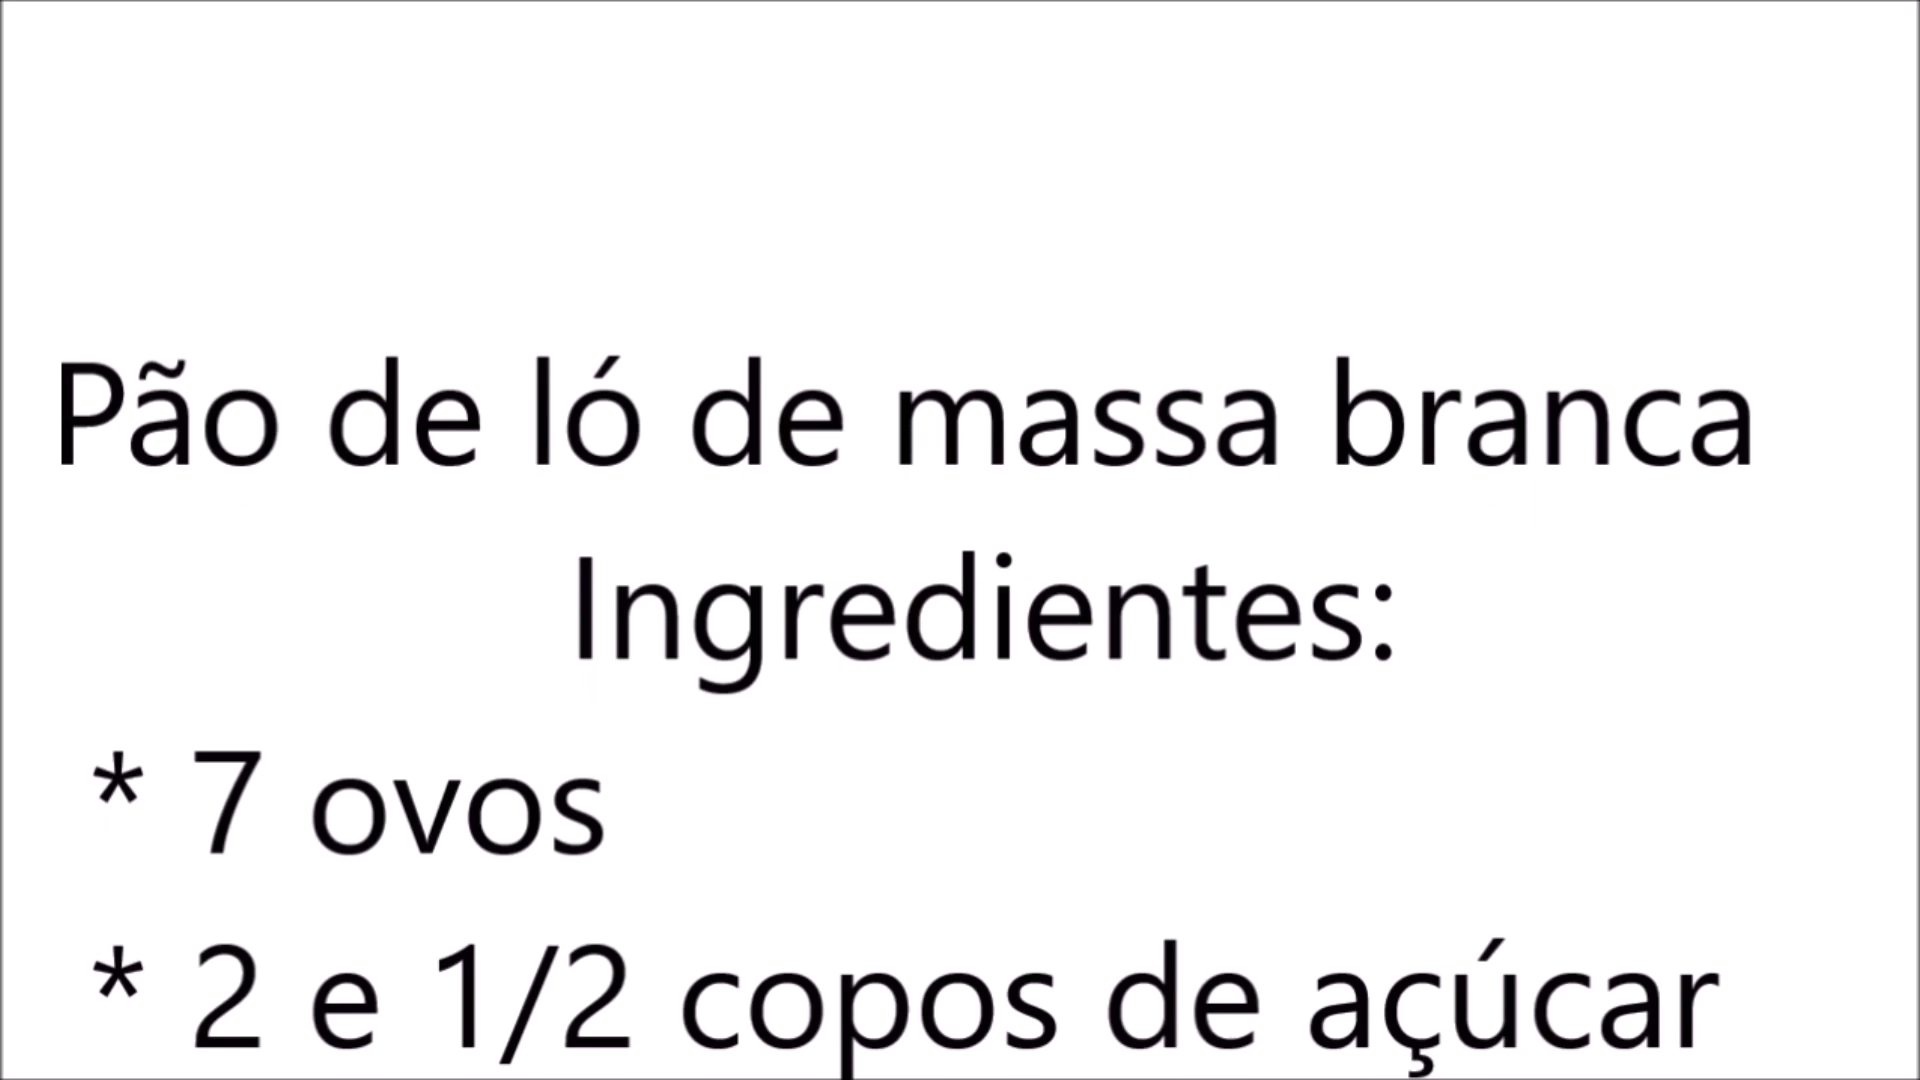 Pão de ló de massa branca
Ingredientes:
* 7 ovos
* 2 e 1/2 copos de açúcar